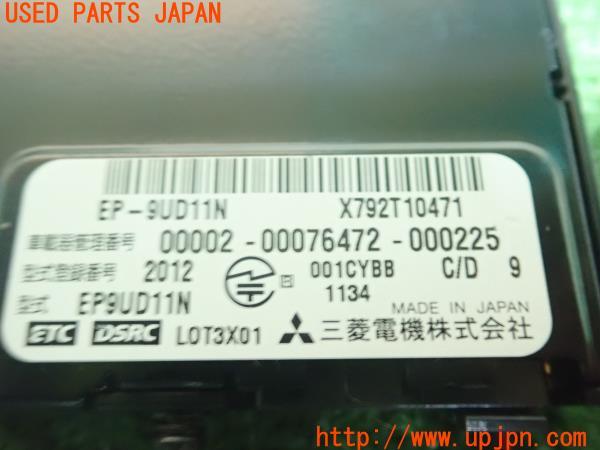 USED PARTS JAPAN
EP-9UD11N X792T10471
車載器管理番号 00002-00076472-000225
型式登録番号 2012 R 001CYBB C/D 9
1134
型式 EP9UD11N MADE IN JAPAN
ETC DSRC LOT3X01 三菱電機株式会社
http://www.upjpn.com/